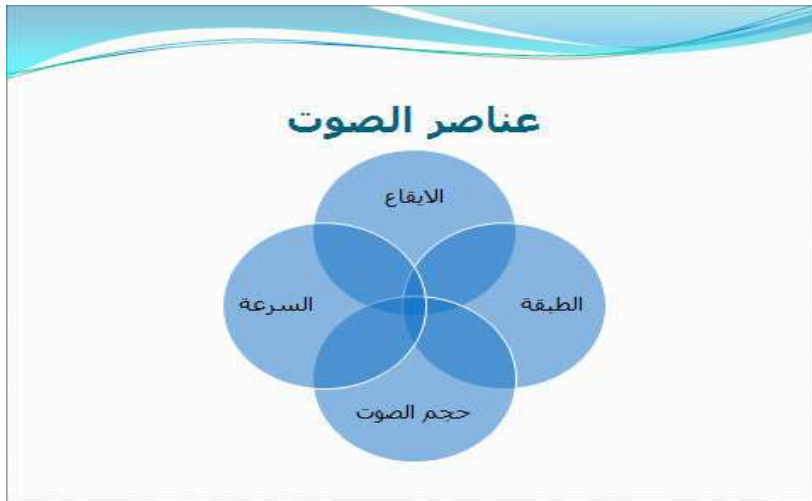 عناصر الصوت
الايقاع
الطبقة
السرعة
حجم الصوت